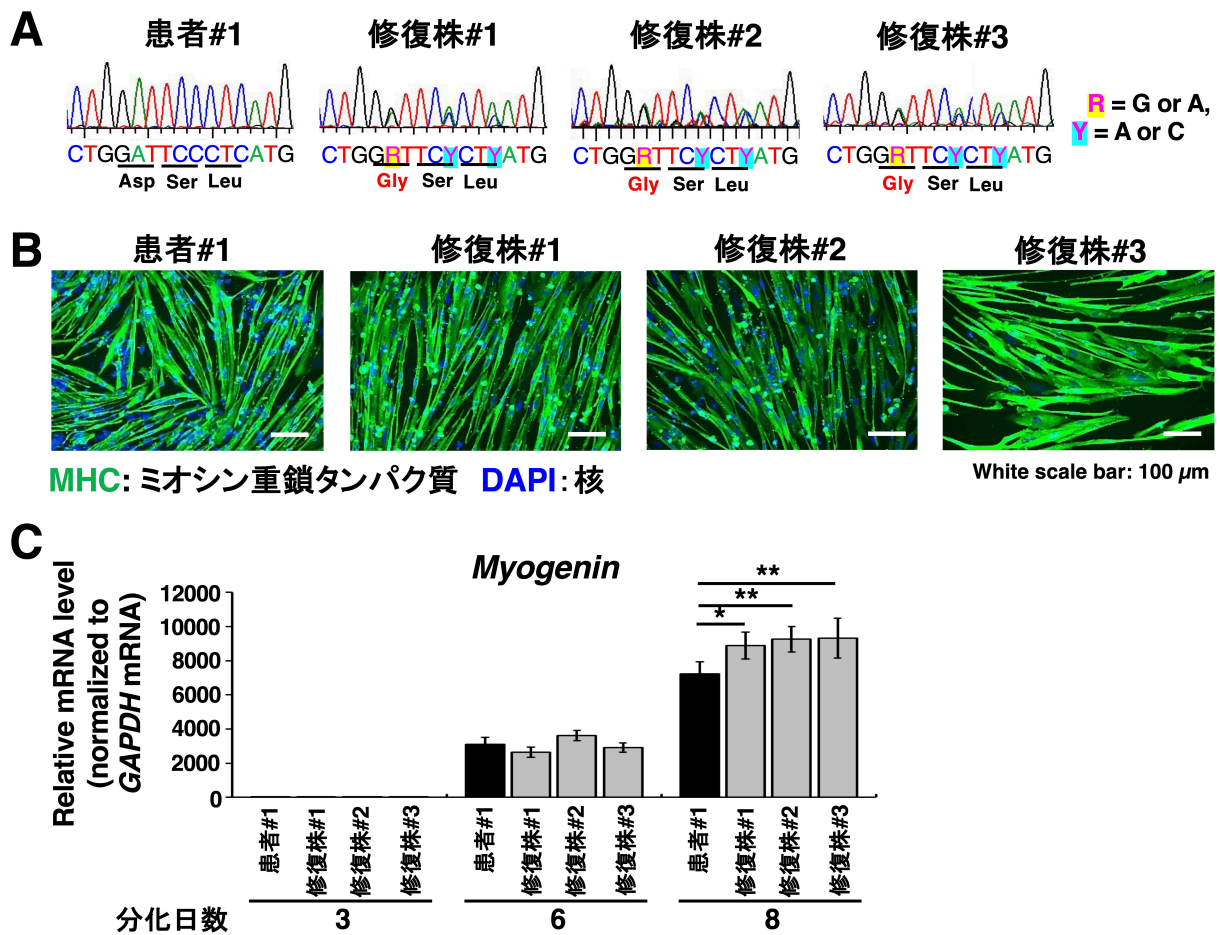 A
患者#1 修復株#1 修復株#2 修復株#3
R = G or A,
Y = A or C
CTGGATTCCCTCATG CTGGRTTCYCTYATG CTGGRTTCYCTYATG CTGGRTTCYCTYATG
Asp Ser Leu Gly Ser Leu Gly Ser Leu Gly Ser Leu
B
患者#1 修復株#1 修復株#2 修復株#3
MHC: ミオシン重鎖タンパク質 DAPI: 核
White scale bar: 100 µm
C
Myogenin
Relative mRNA level
(normalized to
GAPDH mRNA)
12000
10000
8000
6000
4000
2000
0
* ** **
患者#1 修復株#1 修復株#2 修復株#3 患者#1 修復株#1 修復株#2 修復株#3 患者#1 修復株#1 修復株#2 修復株#3
分化日数 3 6 8